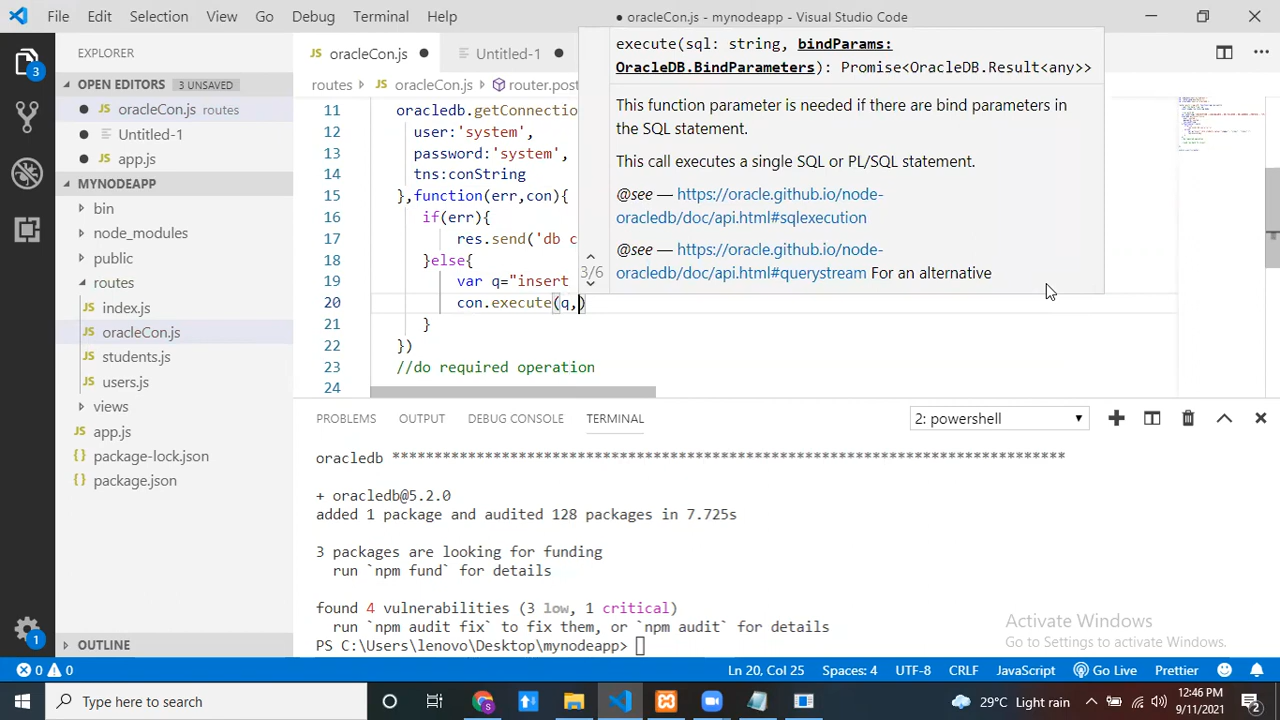 File Edit Selection View Go Debug Terminal Help
● oracleCon.js - mynodeapp - Visual Studio Code
EXPLORER
OPEN EDITORS 3 UNSAVED
oracleCon.js routes
Untitled-1
app.js
MYNODEAPP
bin
node_modules
public
routes
JS index.js
JS oracleCon.js
JS students.js
JS users.js
views
JS app.js
{} package-lock.json
{} package.json
OUTLINE
3
1
JS oracleCon.js ● Untitled-1 ●
routes JS oracleCon.js router.post
11 oracledb.getConnection
12 user:'system',
13 password:'system',
14 tns:conString
15 },function(err,con){
16 if(err){
17 res.send('db c
18 }else{
19 var q="insert
20 con.execute(q,)
21 }
22 })
23 //do required operation
24
execute(sql: string, bindParams:
OracleDB.BindParameters): Promise<OracleDB.Result<any>>
This function parameter is needed if there are bind parameters in
the SQL statement.
This call executes a single SQL or PL/SQL statement.
@see — https://oracle.github.io/node-
oracledb/doc/api.html#sqlexecution
@see — https://oracle.github.io/node-
oracledb/doc/api.html#querystream For an alternative
3/6
PROBLEMS OUTPUT DEBUG CONSOLE TERMINAL
2: powershell
oracledb ********************************************************************************
+ oracledb@5.2.0
added 1 package and audited 128 packages in 7.725s
3 packages are looking for funding
run `npm fund` for details
found 4 vulnerabilities (3 low, 1 critical)
run `npm audit fix` to fix them, or `npm audit` for details
PS C:\Users\lenovo\Desktop\mynodeapp>
Activate Windows
Go to Settings to activate Windows.
0 0
Ln 20, Col 25 Spaces: 4 UTF-8 CRLF JavaScript Go Live Prettier
Type here to search
29°C Light rain
12:46 PM
9/11/2021
2